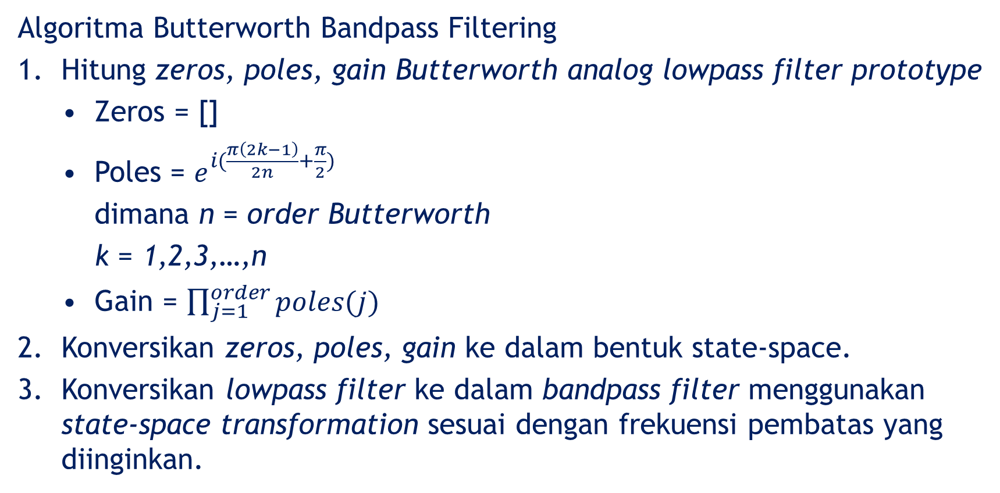 Algoritma Butterworth Bandpass Filtering
1. Hitung zeros, poles, gain Butterworth analog lowpass filter prototype
• Zeros = []
• Poles = $e^{i(\frac{\pi(2k-1)}{2n}+\frac{\pi}{2})}$
dimana n = order Butterworth
k = 1,2,3,…,n
• Gain = $\prod_{j=1}^{order} poles(j)$
2. Konversikan zeros, poles, gain ke dalam bentuk state-space.
3. Konversikan lowpass filter ke dalam bandpass filter menggunakan
state-space transformation sesuai dengan frekuensi pembatas yang
diinginkan.